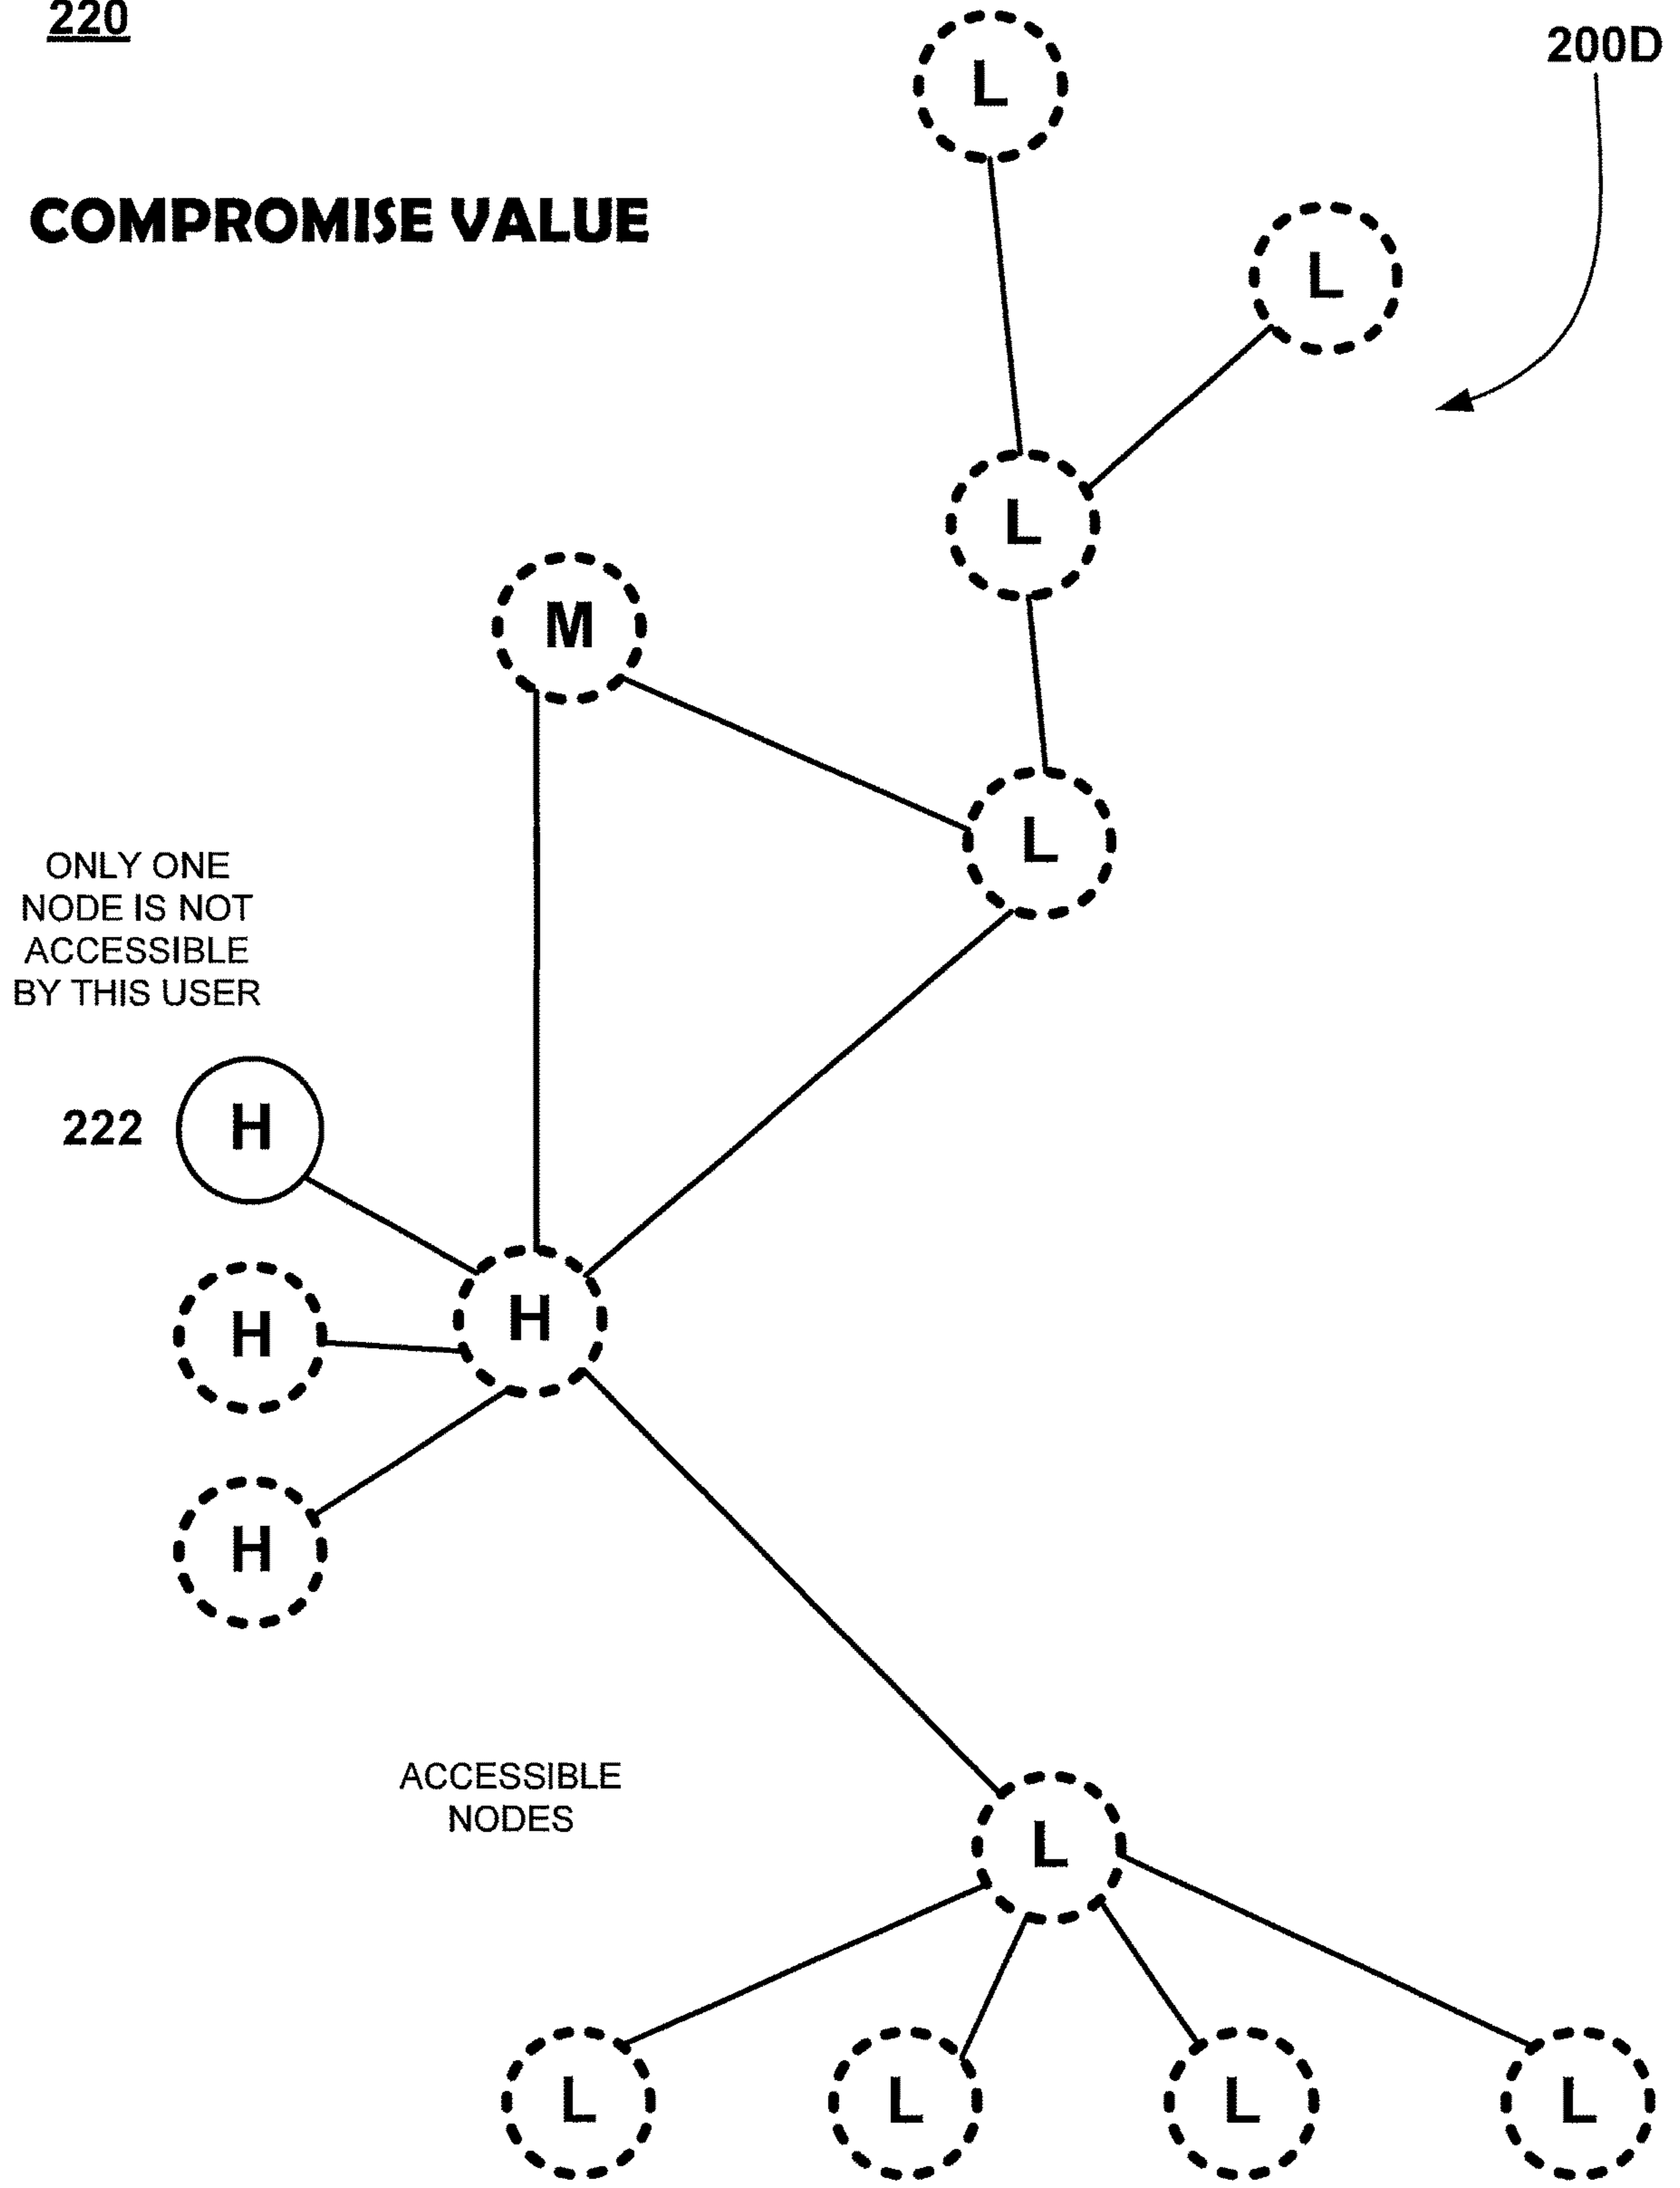 220
L
200D
COMPROMISE VALUE
L
L
M
L
ONLY ONE
NODE IS NOT
ACCESSIBLE
BY THIS USER
222
H
H
H
H
ACCESSIBLE
NODES
L
L
L
L
L